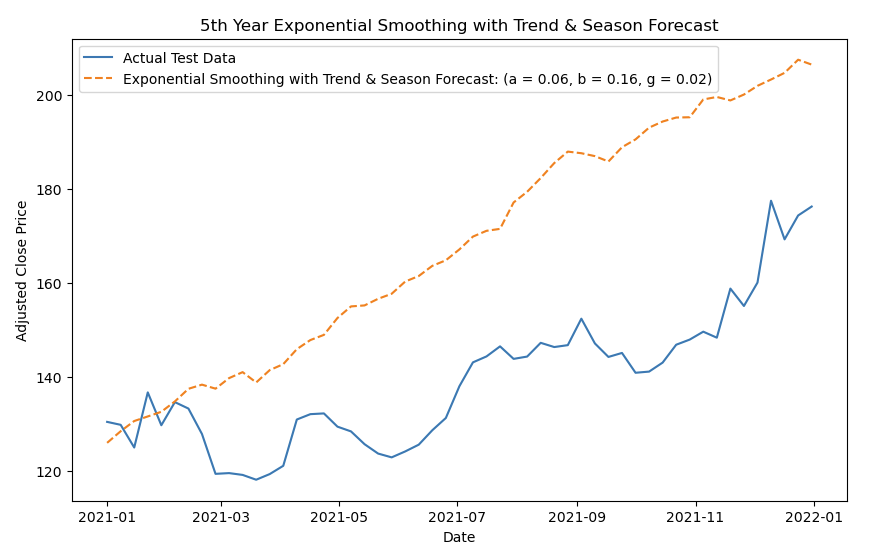 5th Year Exponential Smoothing with Trend & Season Forecast
Actual Test Data
Exponential Smoothing with Trend & Season Forecast: (a = 0.06, b = 0.16, g = 0.02)
Adjusted Close Price
200
180
160
140
120
2021-01 2021-03 2021-05 2021-07 2021-09 2021-11 2022-01
Date